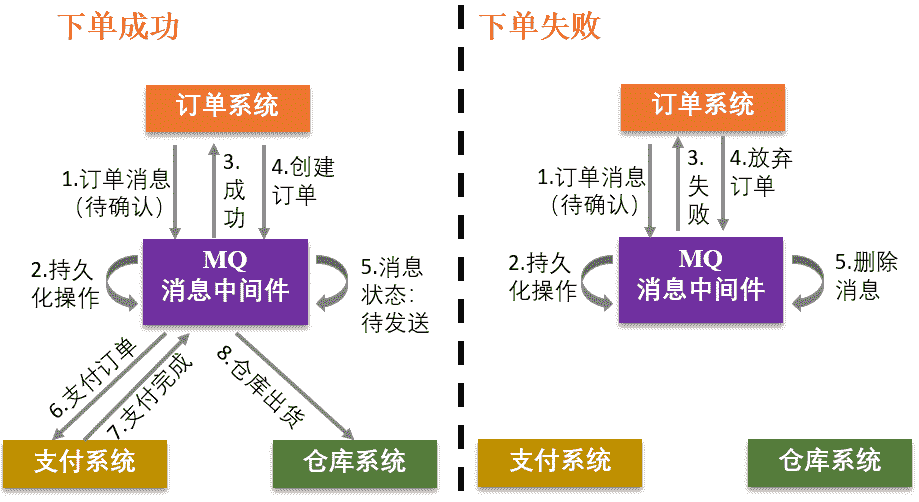 下单成功
订单系统
1.订单消息
（待确认）
3.
成
功
4.创建
订单
2.持久
化操作
MQ
消息中间件
5.消息
状态：
待发送
6.支付订单
7.支付完成
8.仓库出货
支付系统
仓库系统
下单失败
订单系统
1.订单消息
（待确认）
3.
失
败
4.放弃
订单
2.持久
化操作
MQ
消息中间件
5.删除
消息
支付系统
仓库系统